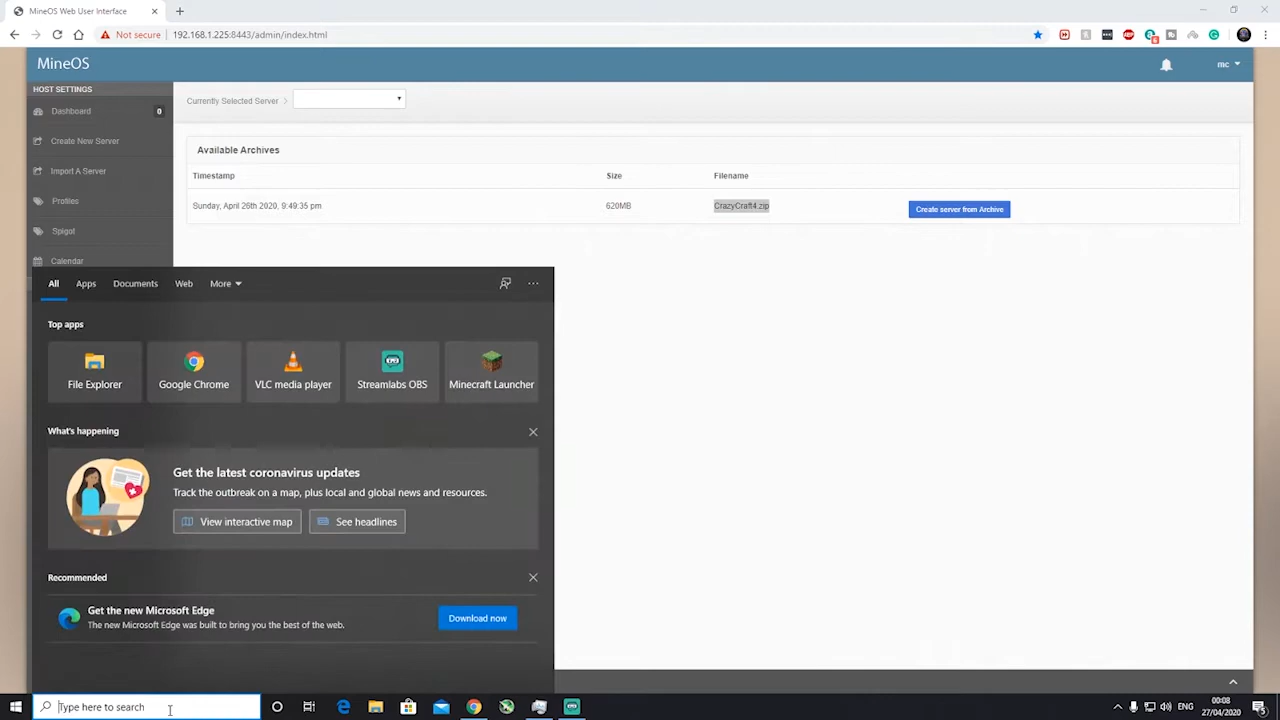 MineOS Web User Interface
Not secure 192.168.1.225:8443/admin/index.html
MineOS
mc
HOST SETTINGS
Dashboard 0
Create New Server
Import A Server
Profiles
Spigot
Calendar
Currently Selected Server
Available Archives
Timestamp Size Filename
Sunday, April 26th 2020, 9:49:35 pm 620MB CrazyCraft4.zip Create server from Archive
All Apps Documents Web More
Top apps
File Explorer Google Chrome VLC media player Streamlabs OBS Minecraft Launcher
What's happening
Get the latest coronavirus updates
Track the outbreak on a map, plus local and global news and resources.
View interactive map See headlines
Recommended
Get the new Microsoft Edge
The new Microsoft Edge was built to bring you the best of the web.
Download now
Type here to search
ENG
00:08
27/04/2020